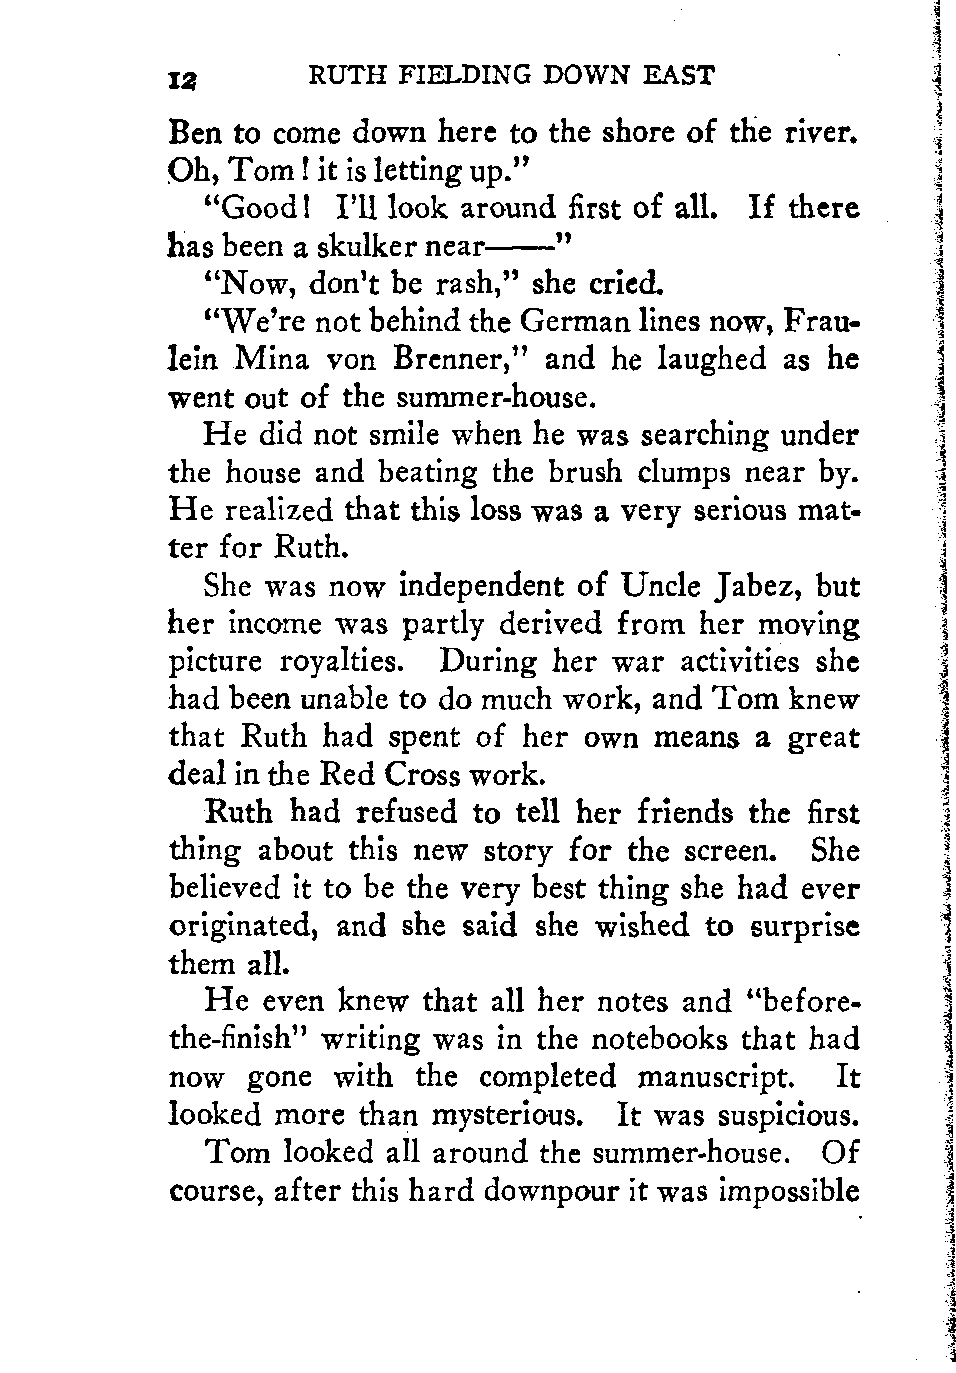 12 RUTH FIELDING DOWN EAST
Ben to come down here to the shore of the river.
Oh, Tom! it is letting up."
"Good! I'll look around first of all. If there
has been a skulker near——"
"Now, don't be rash," she cried.
"We're not behind the German lines now, Frau-
lein Mina von Brenner," and he laughed as he
went out of the summer-house.
He did not smile when he was searching under
the house and beating the brush clumps near by.
He realized that this loss was a very serious mat-
ter for Ruth.
She was now independent of Uncle Jabez, but
her income was partly derived from her moving
picture royalties. During her war activities she
had been unable to do much work, and Tom knew
that Ruth had spent of her own means a great
deal in the Red Cross work.
Ruth had refused to tell her friends the first
thing about this new story for the screen. She
believed it to be the very best thing she had ever
originated, and she said she wished to surprise
them all.
He even knew that all her notes and "before-
the-finish" writing was in the notebooks that had
now gone with the completed manuscript. It
looked more than mysterious. It was suspicious.
Tom looked all around the summer-house. Of
course, after this hard downpour it was impossible